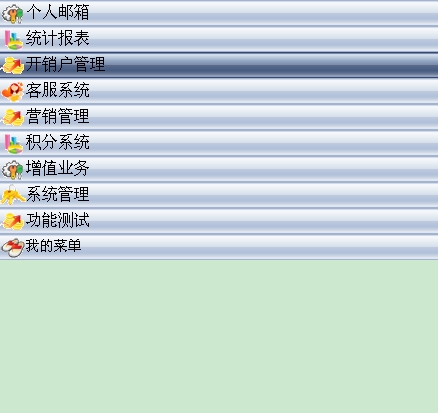 个人邮箱
统计报表
开销户管理
客服系统
营销管理
积分系统
增值业务
系统管理
功能测试
我的菜单